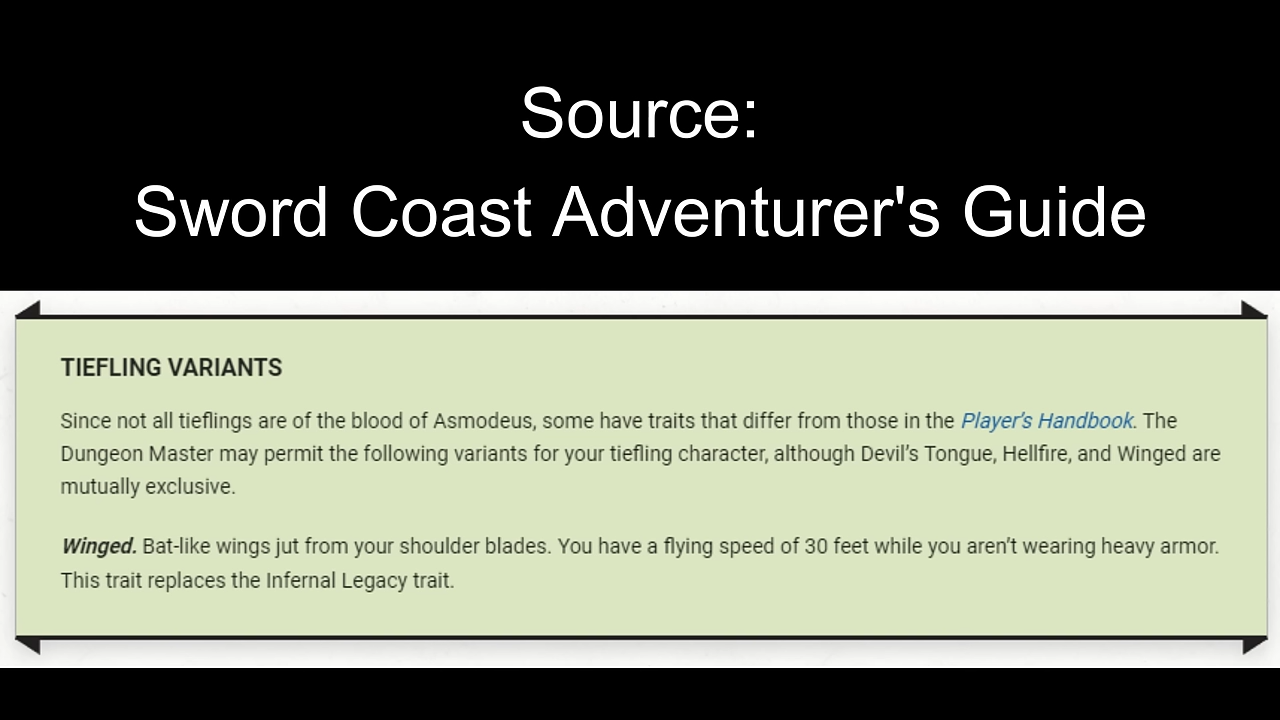 Source:
Sword Coast Adventurer's Guide
TIEFLING VARIANTS
Since not all tieflings are of the blood of Asmodeus, some have traits that differ from those in the Player’s Handbook. The
Dungeon Master may permit the following variants for your tiefling character, although Devil’s Tongue, Hellfire, and Winged are
mutually exclusive.
Winged. Bat-like wings jut from your shoulder blades. You have a flying speed of 30 feet while you aren’t wearing heavy armor.
This trait replaces the Infernal Legacy trait.